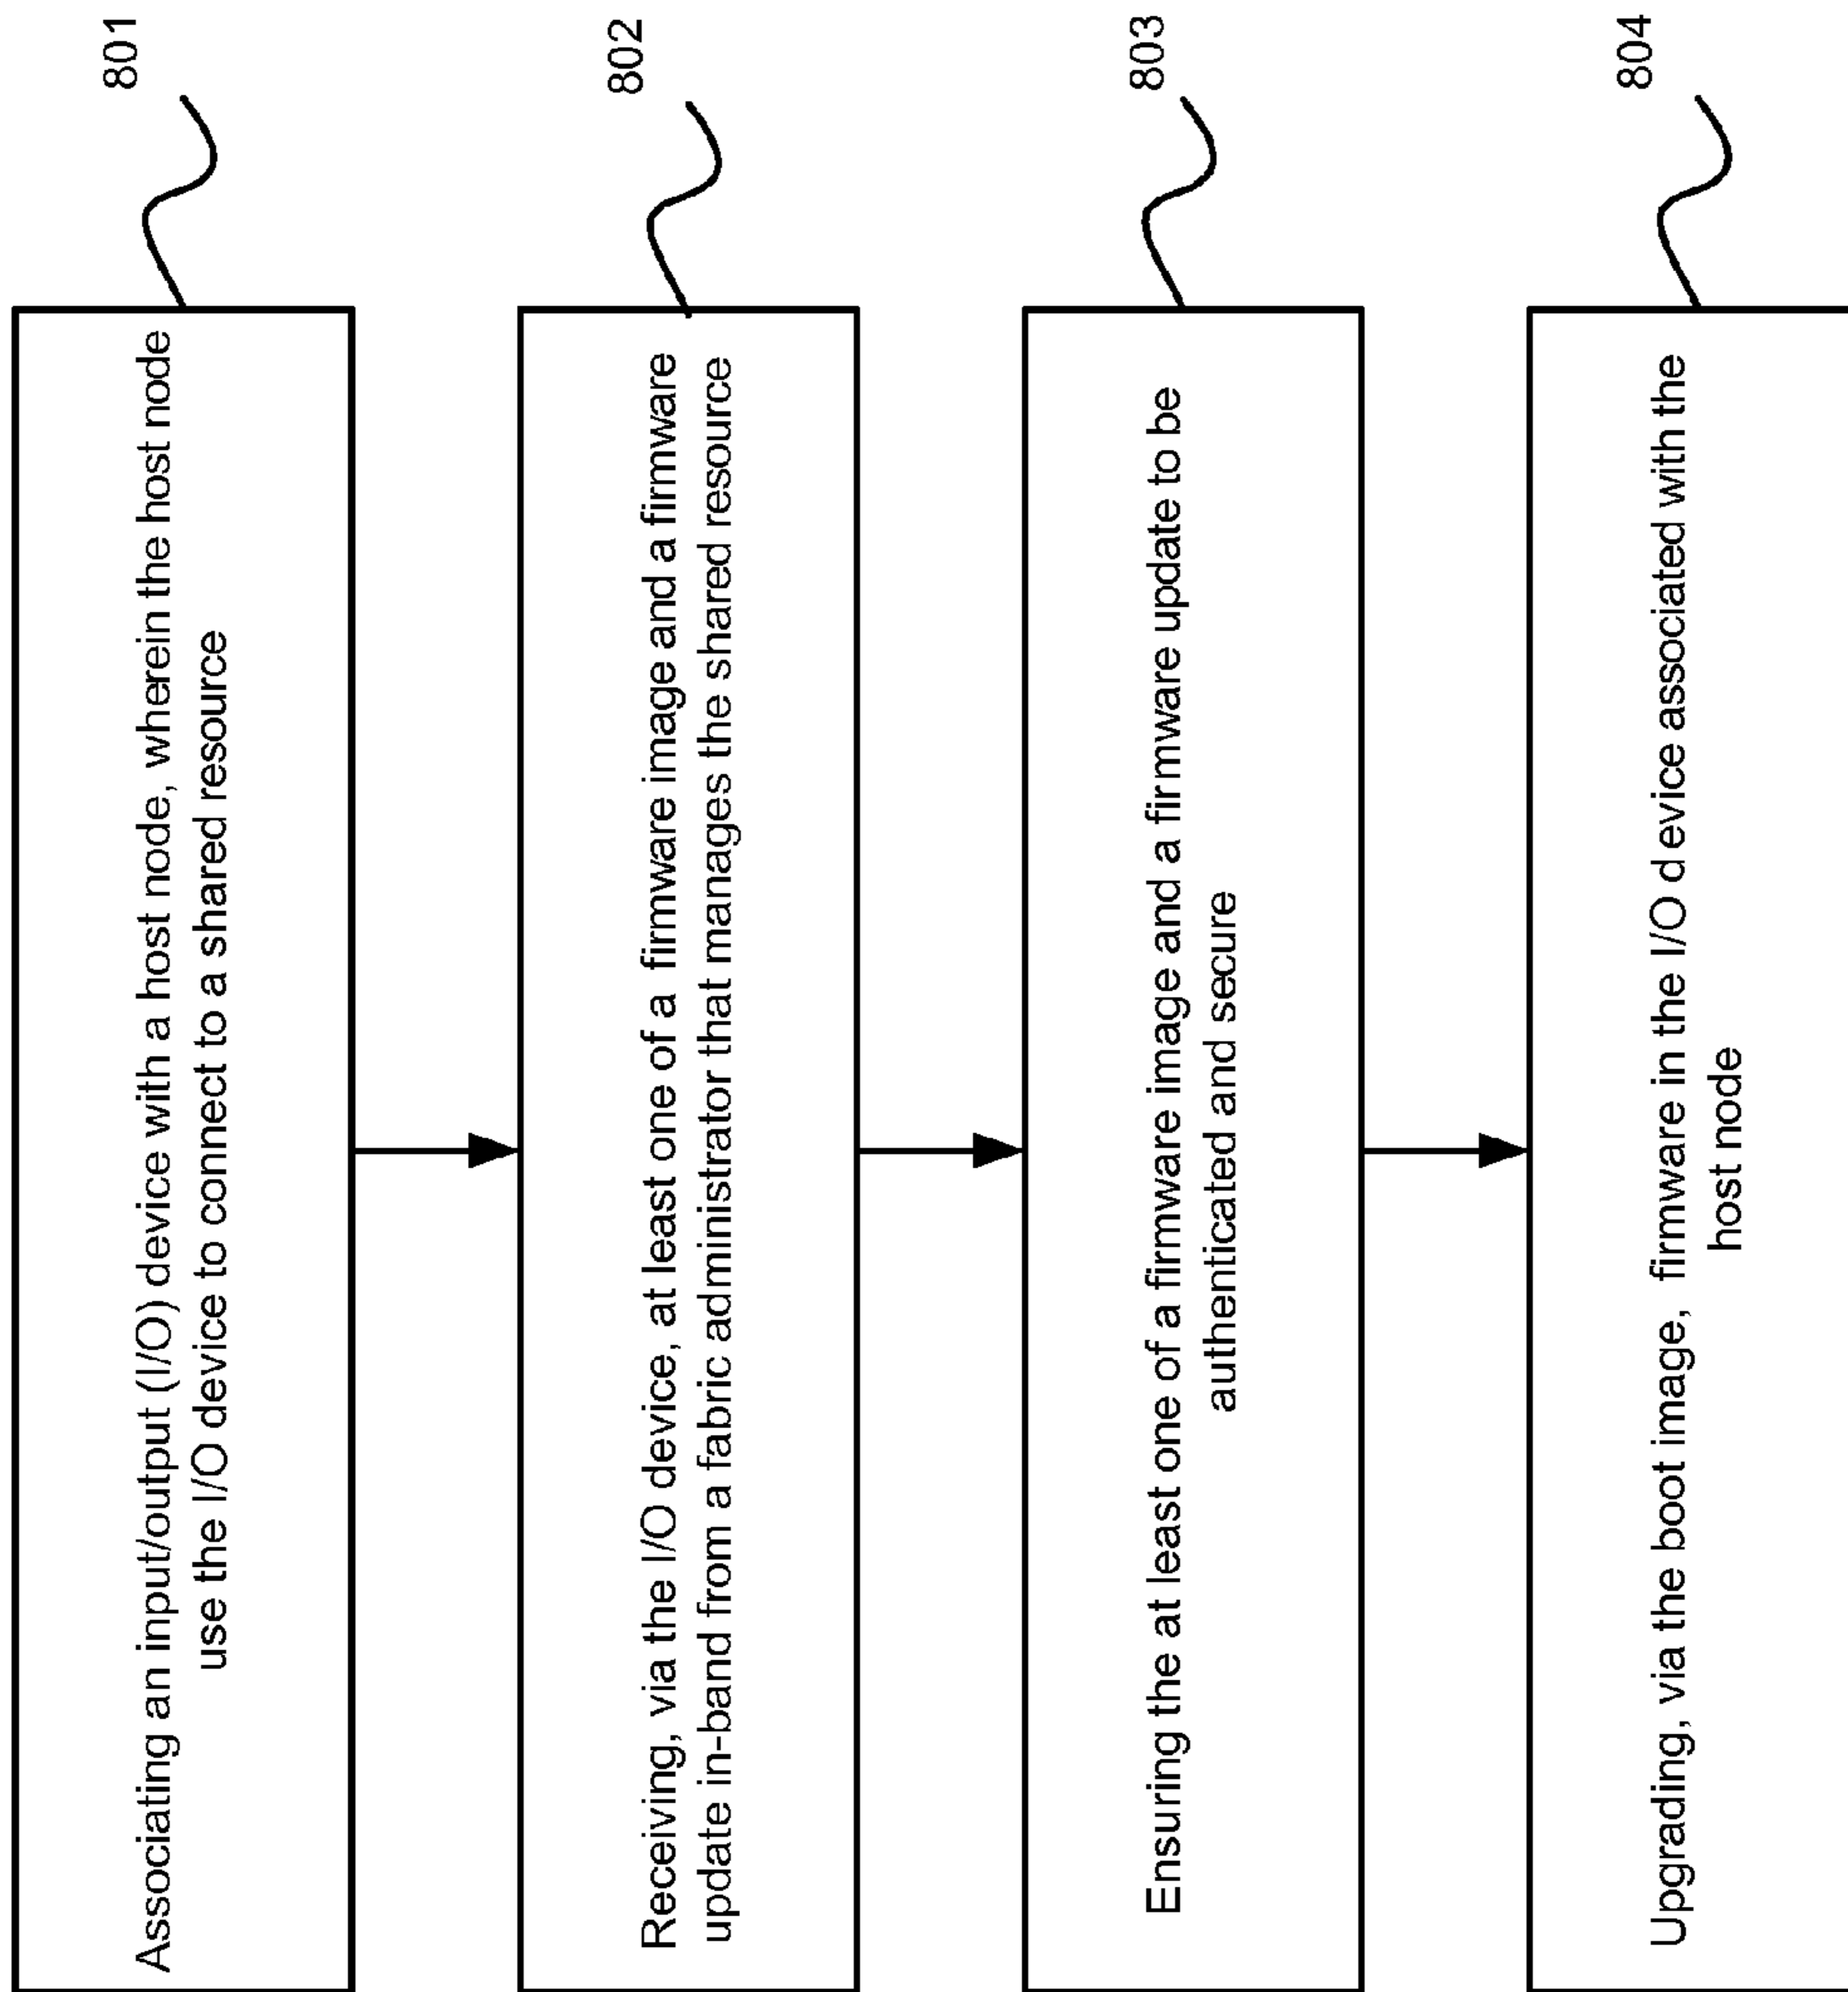 Associating an input/output (I/O) device with a host node, wherein the host node
use the I/O device to connect to a shared resource
801
Receiving, via the I/O device, at least one of a firmware image and a firmware
update in-band from a fabric administrator that manages the shared resource
802
Ensuring the at least one of a firmware image and a firmware update to be
authenticated and secure
803
Upgrading, via the boot image, firmware in the I/O device associated with the
host node
804